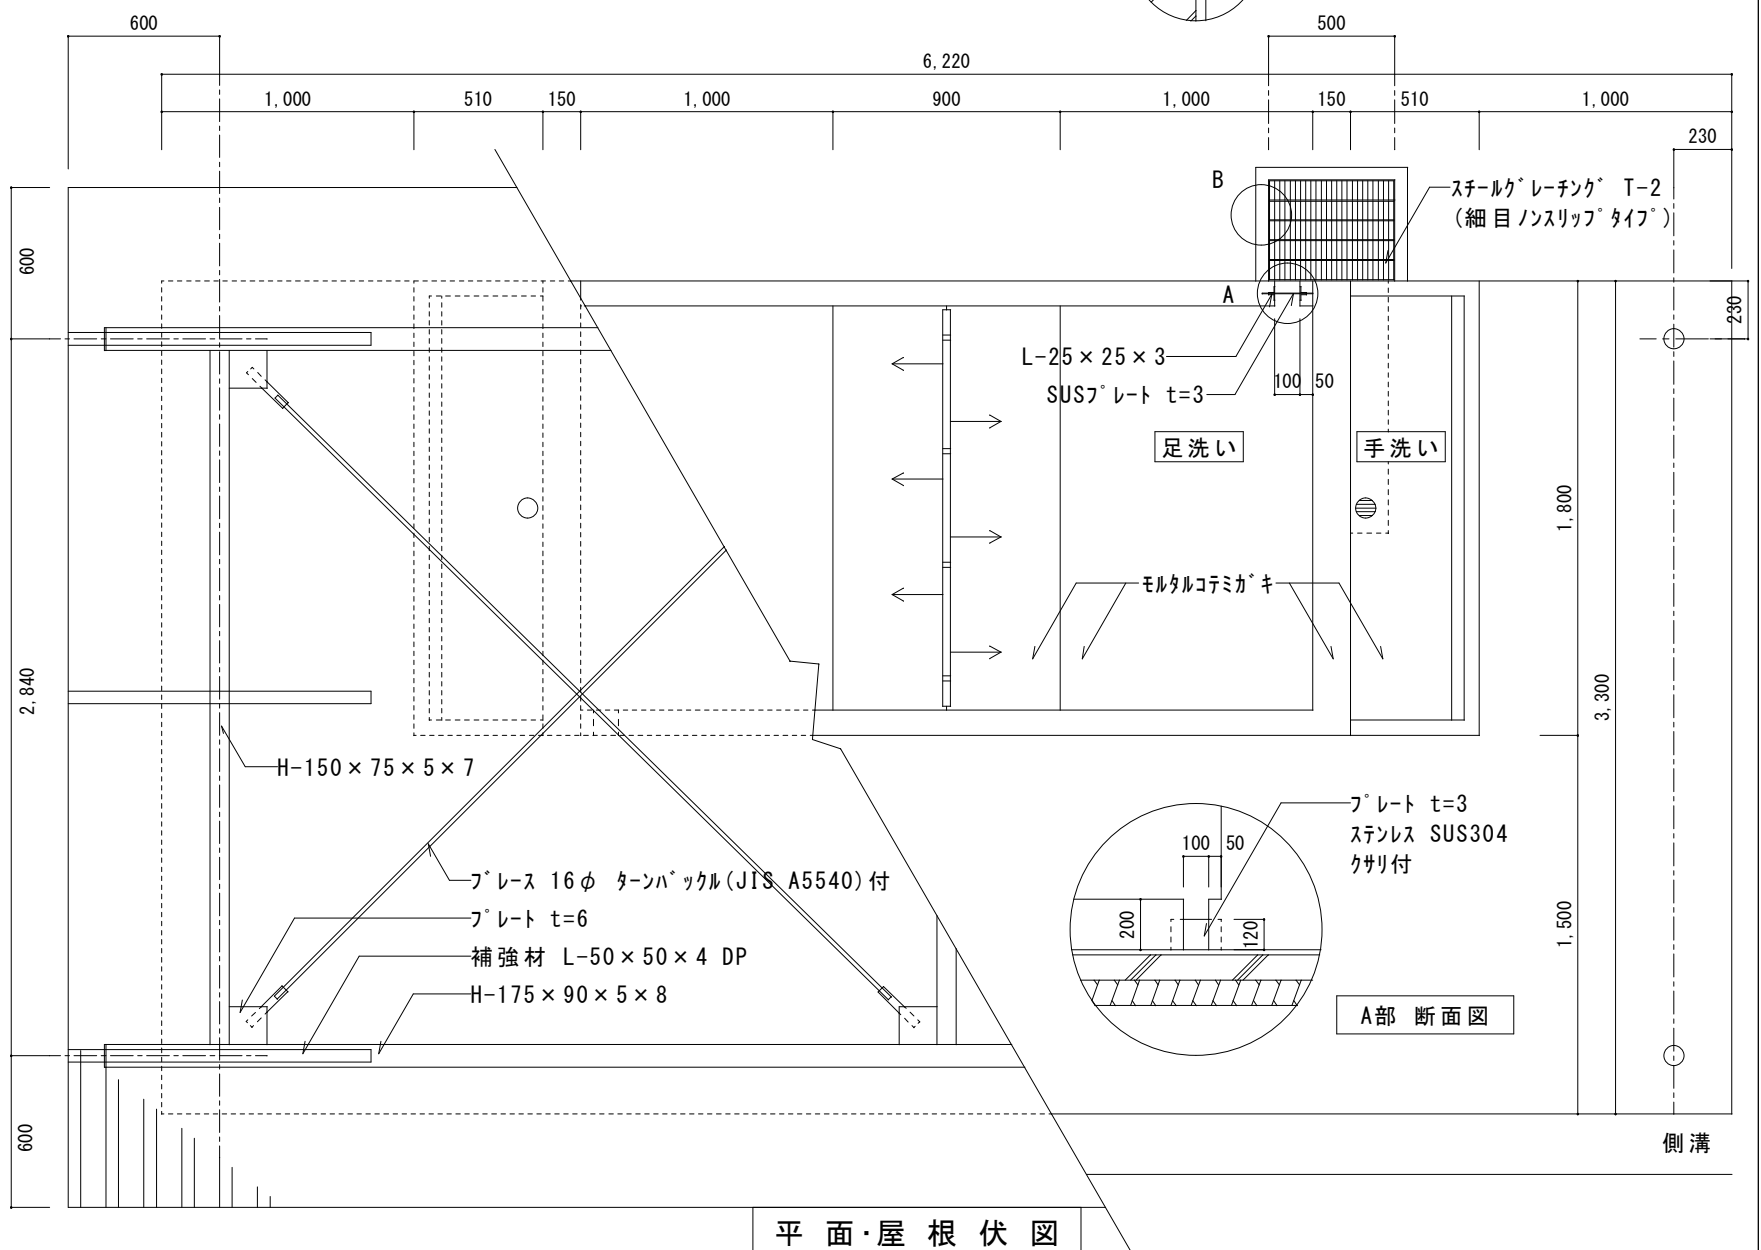 600
500
6,220
1,000 510 150 1,000 900 1,000 150 510 1,000
230
B
スチールグレーチング T-2
(細目ノンスリップタイプ)
600
A
230
L-25×25×3
SUSプレート t=3
100 50
足洗い
手洗い
1,800
モルタルコテミガキ
2,840
3,300
H-150×75×5×7
プレート t=3
ステンレス SUS304
クサリ付
100 50
200
120
1,500
ブレース 16φ ターンバックル(JIS A5540)付
プレート t=6
補強材 L-50×50×4 DP
H-175×90×5×8
A部 断面図
600
側溝
平面・屋根伏図